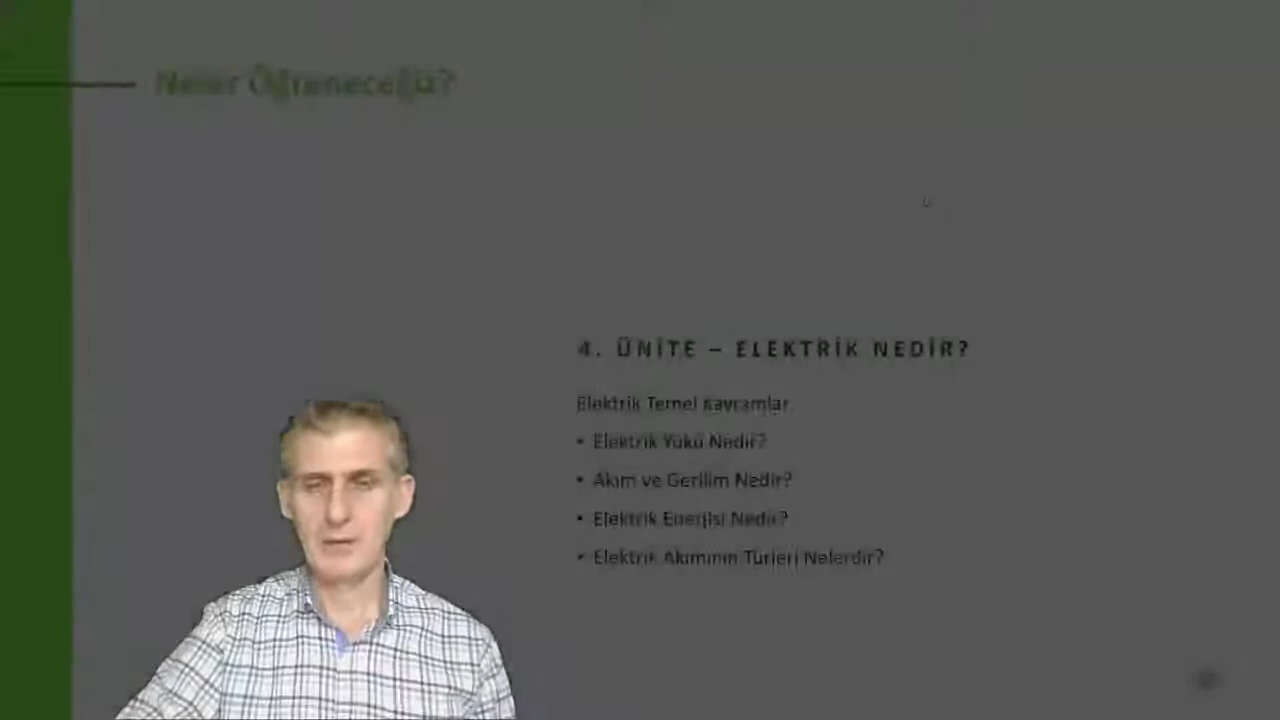 Neler Öğreneceğiz?
4. ÜNİTE – ELEKTRİK NEDİR?
Elektrik Temel Kavramlar
• Elektrik Yükü Nedir?
• Akım ve Gerilim Nedir?
• Elektrik Enerjisi Nedir?
• Elektrik Akımının Türleri Nelerdir?